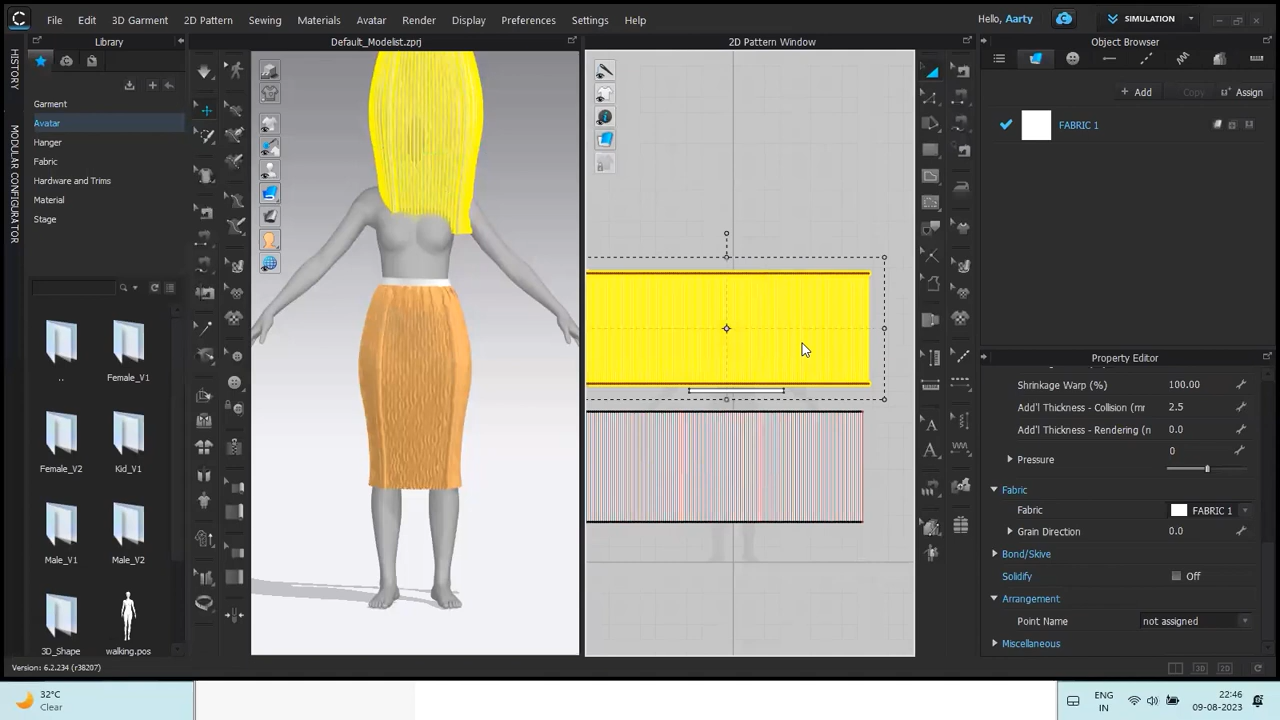 File Edit 3D Garment 2D Pattern Sewing Materials Avatar Render Display Preferences Settings Help
Hello, Aarty
SIMULATION
Library
Default_Modelist.zprj
2D Pattern Window
Object Browser
HISTORY
MODULAR CONFIGURATOR
Garment
Avatar
Hanger
Fabric
Hardware and Trims
Material
Stage
..
Female_V1
Female_V2
Kid_V1
Male_V1
Male_V2
3D_Shape
walking.pos
Add
Copy
Assign
FABRIC 1
Property Editor
Shrinkage Warp (%) 100.00
Add'l Thickness - Collision (mr 2.5
Add'l Thickness - Rendering (n 0.0
Pressure 0
Fabric
Fabric FABRIC 1
Grain Direction 0.0
Bond/Skive
Solidify Off
Arrangement
Point Name not assigned
Miscellaneous
Version: 6.2.234 (r38207)
3D
2D
32°C
Clear
ENG
IN
22:46
09-08-2023